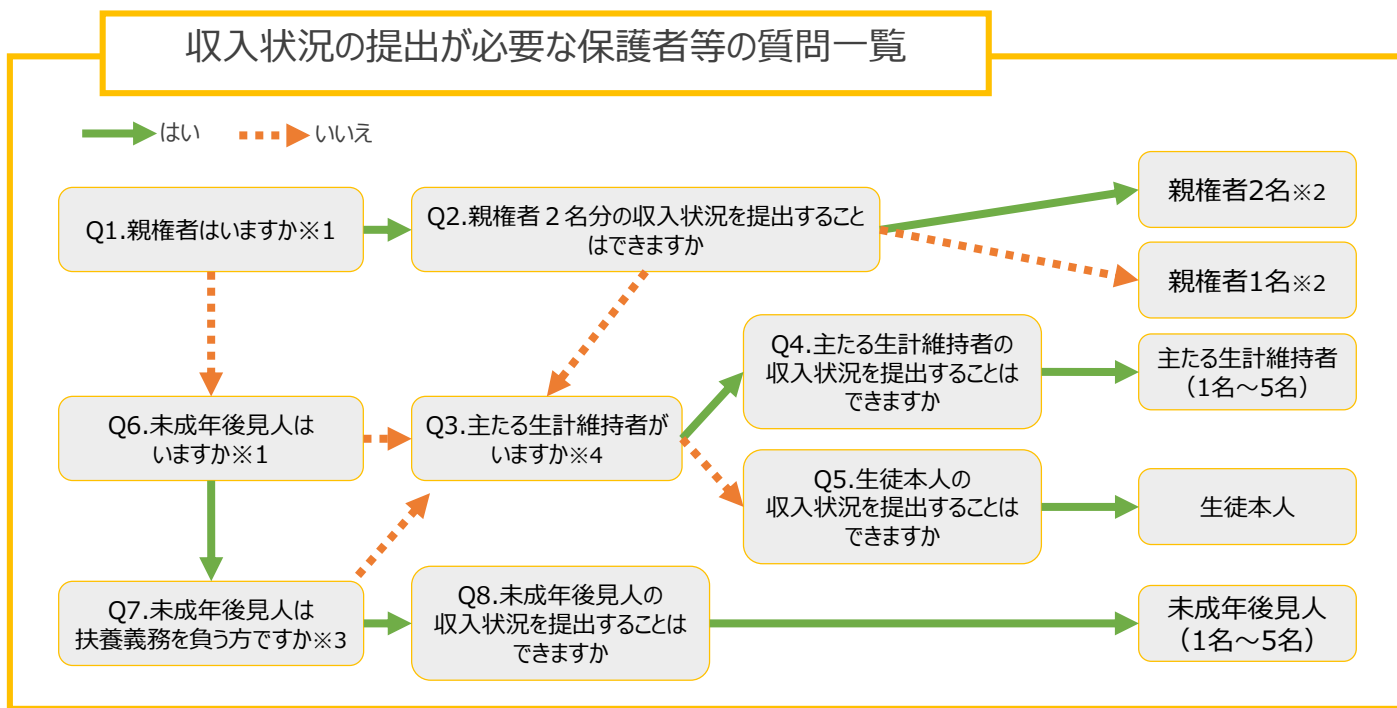 収入状況の提出が必要な保護者等の質問一覧
はい
いいえ
Q1.親権者はいますか※1
Q2.親権者２名分の収入状況を提出すること
はできますか
親権者2名※2
親権者1名※2
Q6.未成年後見人は
いますか※1
Q3.主たる生計維持者が
いますか※4
Q4.主たる生計維持者の
収入状況を提出することは
できますか
主たる生計維持者
（1名～5名）
Q5.生徒本人の
収入状況を提出することは
できますか
生徒本人
Q7.未成年後見人は
扶養義務を負う方ですか※3
Q8.未成年後見人の
収入状況を提出することは
できますか
未成年後見人
（1名～5名）